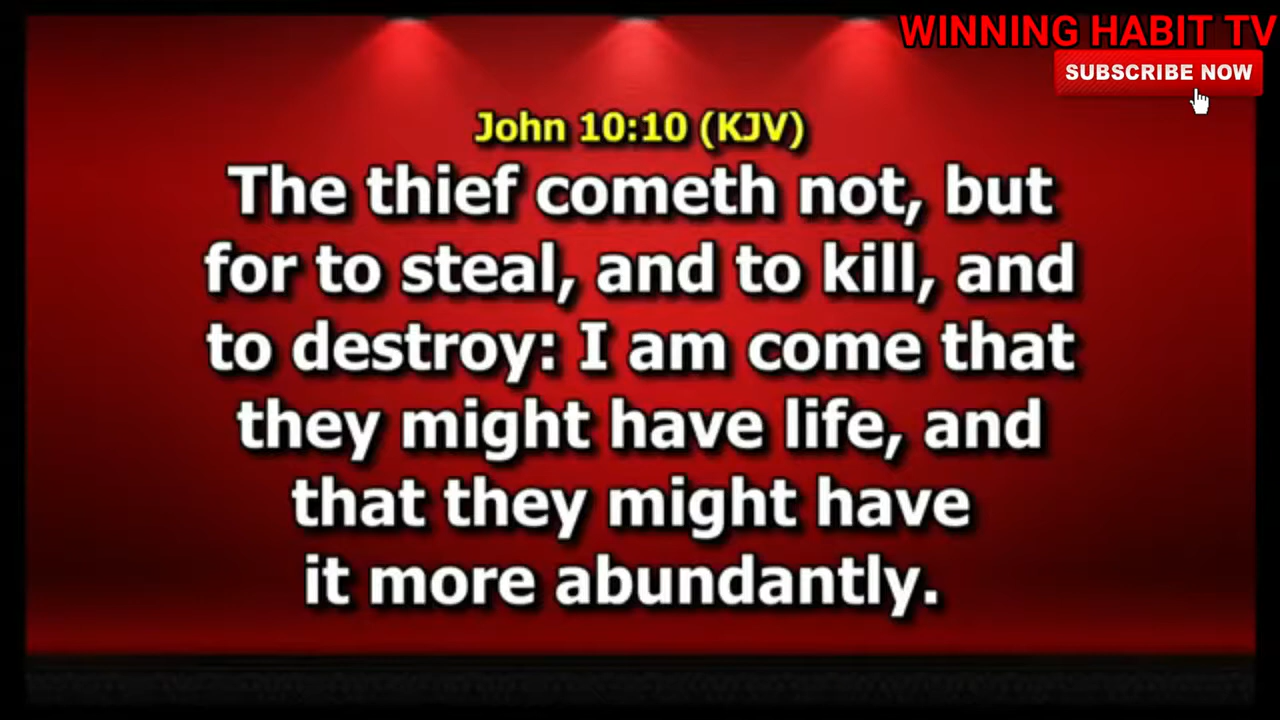 WINNING HABIT TV
SUBSCRIBE NOW
John 10:10 (KJV)
The thief cometh not, but
for to steal, and to kill, and
to destroy: I am come that
they might have life, and
that they might have
it more abundantly.